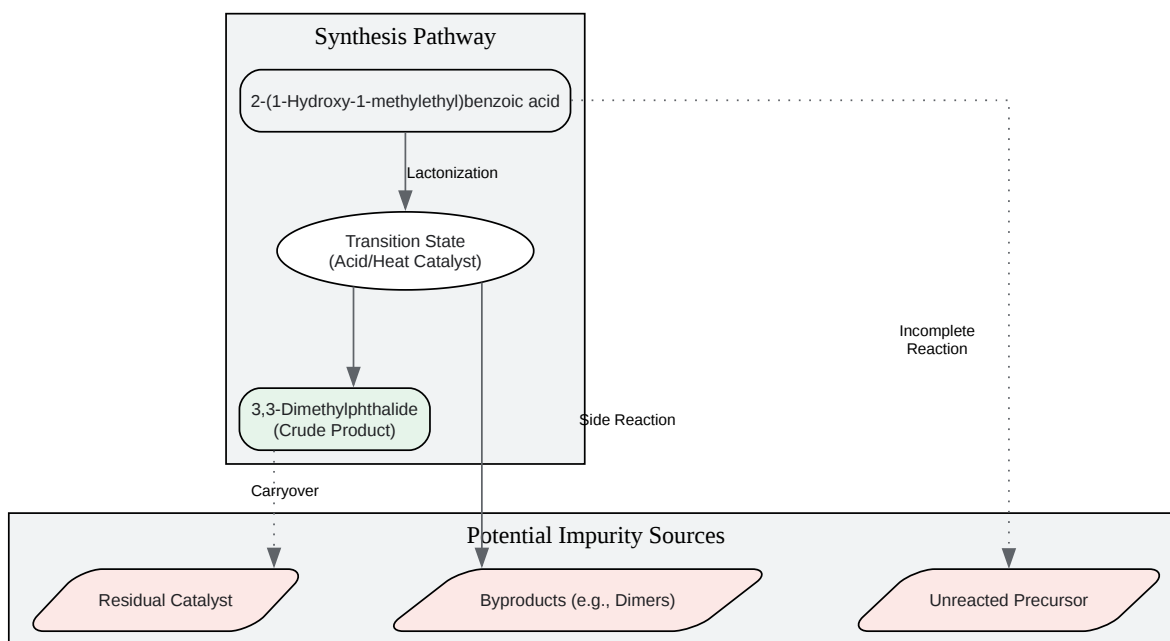 Synthesis Pathway
2-(1-Hydroxy-1-methylethyl)benzoic acid
Lactonization
Transition State
(Acid/Heat Catalyst)
Incomplete
Reaction
3,3-Dimethylphthalide
(Crude Product)
Side Reaction
Carryover
Potential Impurity Sources
Residual Catalyst
Byproducts (e.g., Dimers)
Unreacted Precursor